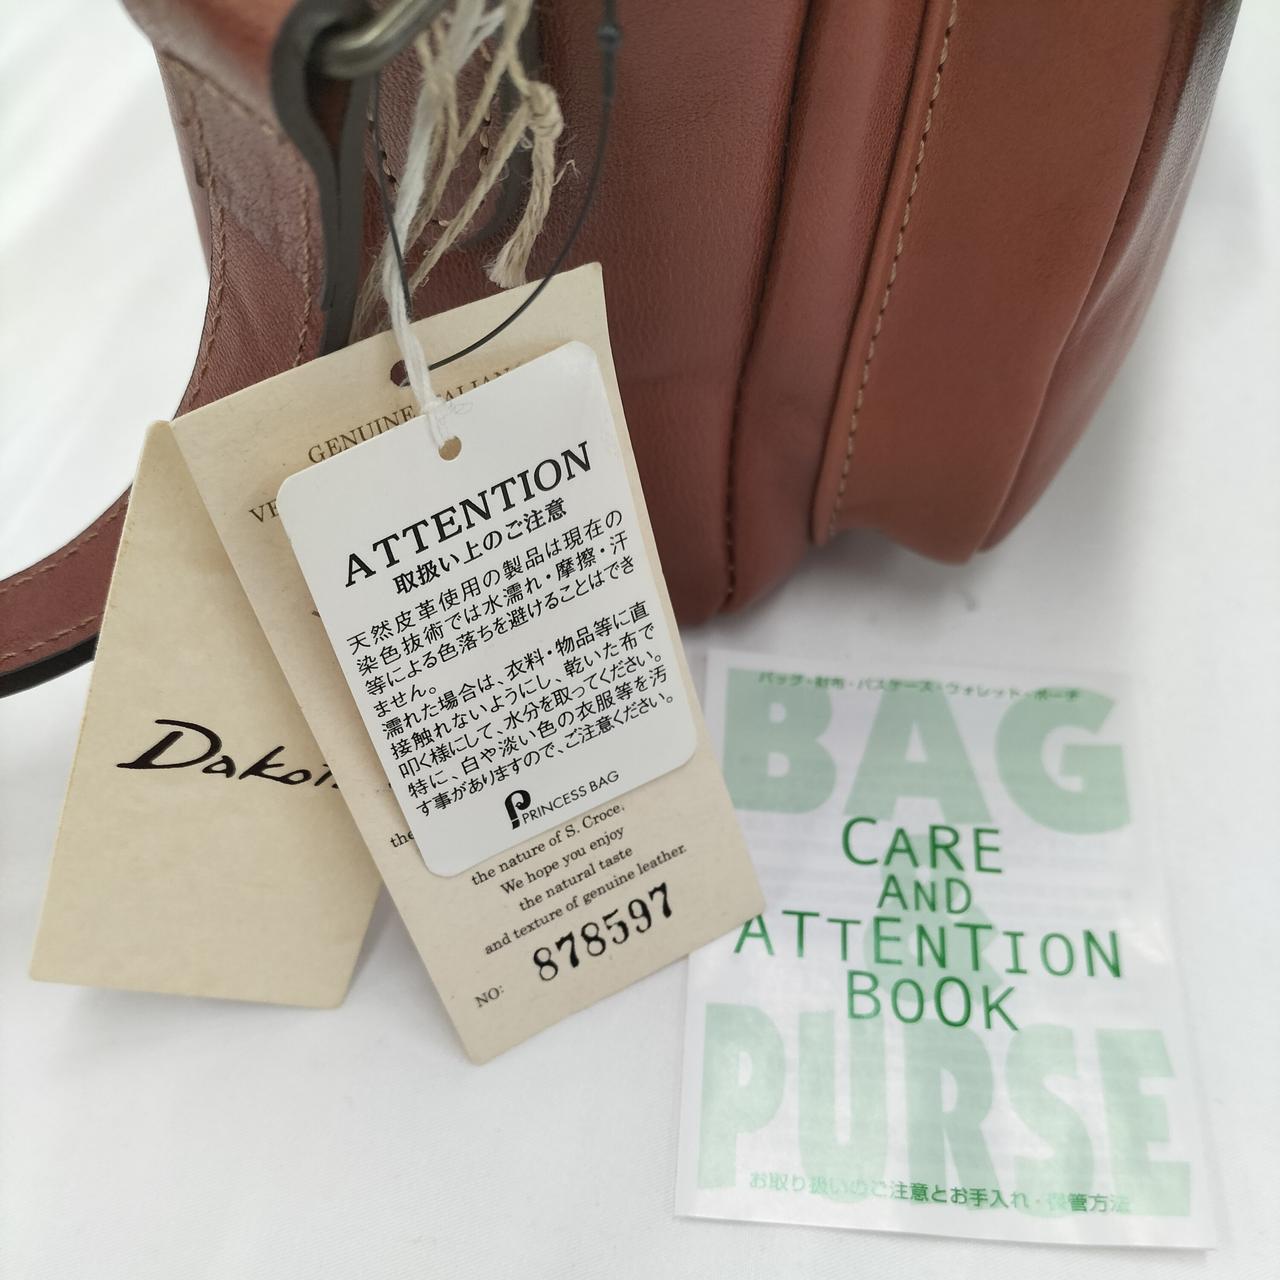 GENUINE ITALIAN
ATTENTION
取扱い上のご注意
天然皮革使用の製品は現在の
染色技術では水濡れ・摩擦・汗
等による色落ちを避けることはでき
ません。
濡れた場合は、衣料・物品等に直
接触れないようにし、乾いた布で
叩く様にして、水分を取ってください。
特に、白や淡い色の衣服等を汚
す事がありますので、ご注意ください。
PRINCESS BAG
the
the nature of S. Croce,
We hope you enjoy
the natural taste
and texture of genuine leather.
NO: 878597
バッグ・財布・パスケース・ウォレット・ポーチ
BAG
CARE
AND
ATTENTION
BOOK
&
PURSE
お取り扱いのご注意とお手入れ・保管方法